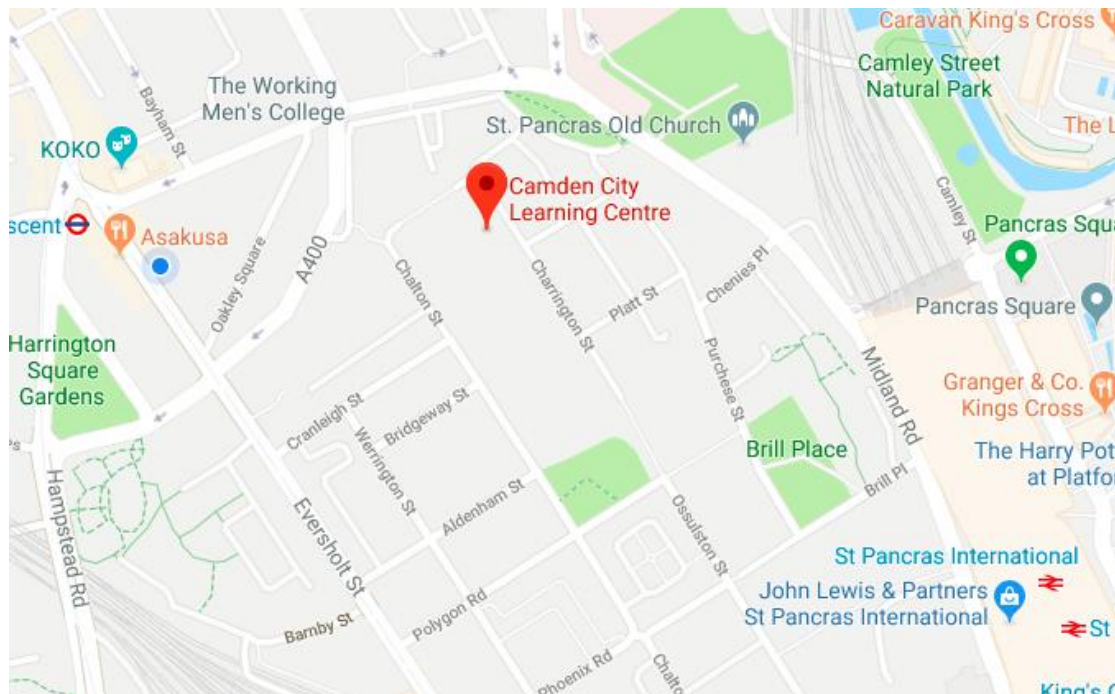 Caravan King's Cross
Camley Street
Natural Park
The Working
Men's College
Bayham St
KOKO
St. Pancras Old Church
The L
Camden City
Learning Centre
Camley St
scent
Asakusa
Pancras Squa
Oakley Square
A400
Chalton St
Charrington St
Platt St
Chenies Pl
Pancras Square
Harrington
Square
Gardens
Purchese St
Midland Rd
Granger & Co.
Kings Cross
Cranleigh St
Bridgeway St
Werrington St
Brill Place
The Harry Pot
at Platfo
Hampstead Rd
Eversholt St
Aldenham St
Ossulston St
Brill Pl
St Pancras International
John Lewis & Partners
St Pancras International
St
Barnby St
Polygon Rd
Phoenix Rd
Chalto
King's C